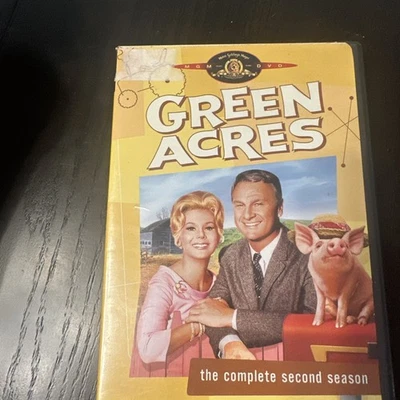 MGM DVD
GREEN
ACRES
the complete second season